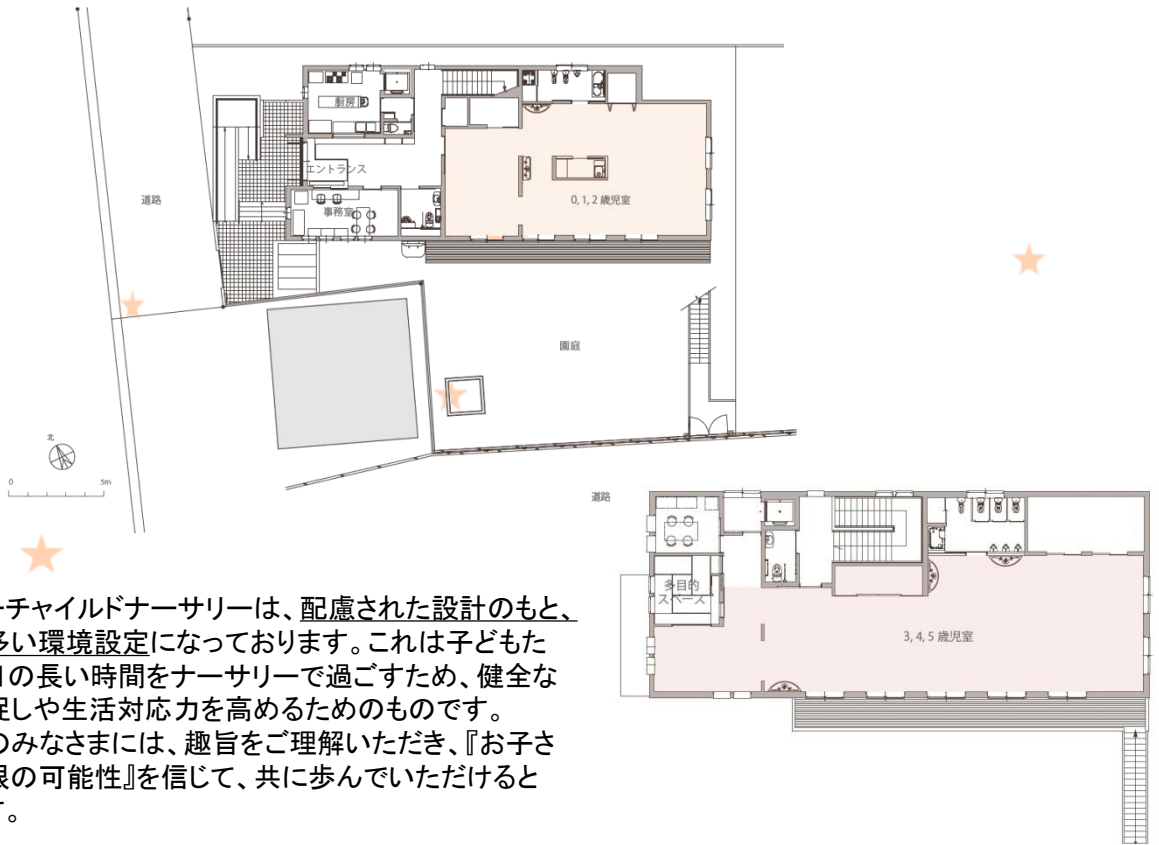 厨房
エントランス
道路
0, 1, 2 歳児室
事務室
園庭
北
0
5m
道路
多目的
スペース
3, 4, 5 歳児室
チャイルドナーサリーは、配慮された設計のもと、
多い環境設定になっております。これは子どもた
の長い時間をナーサリーで過ごすため、健全な
しや生活対応力を高めるためのものです。
のみなさまには、趣旨をご理解いただき、『お子さ
の可能性』を信じて、共に歩んでいただけると
。